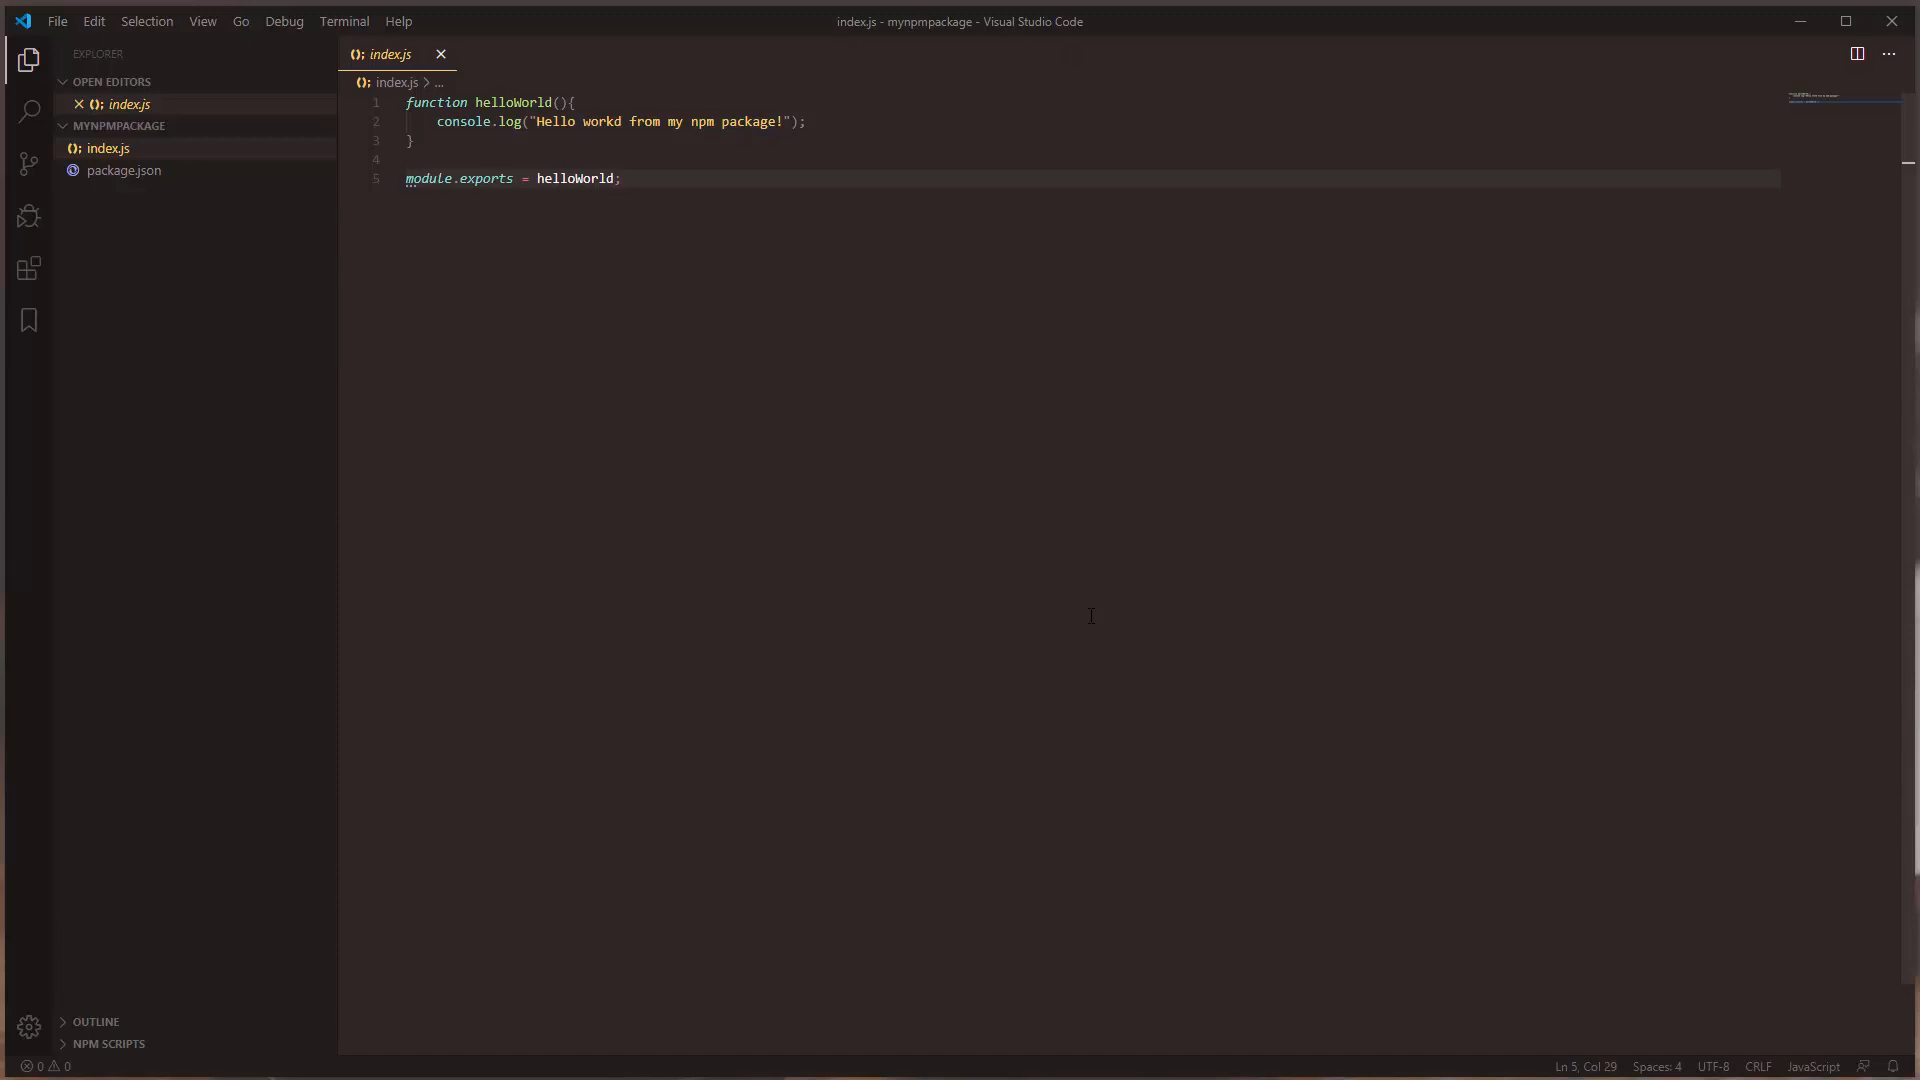 File Edit Selection View Go Debug Terminal Help
index.js - mynpmpackage - Visual Studio Code
EXPLORER
OPEN EDITORS
index.js
MYNPMPACKAGE
index.js
package.json
OUTLINE
NPM SCRIPTS
index.js
index.js > ...
1 function helloWorld(){
2 console.log("Hello workd from my npm package!");
3 }
4
5 module.exports = helloWorld;
0 0
Ln 5, Col 29 Spaces: 4 UTF-8 CRLF JavaScript